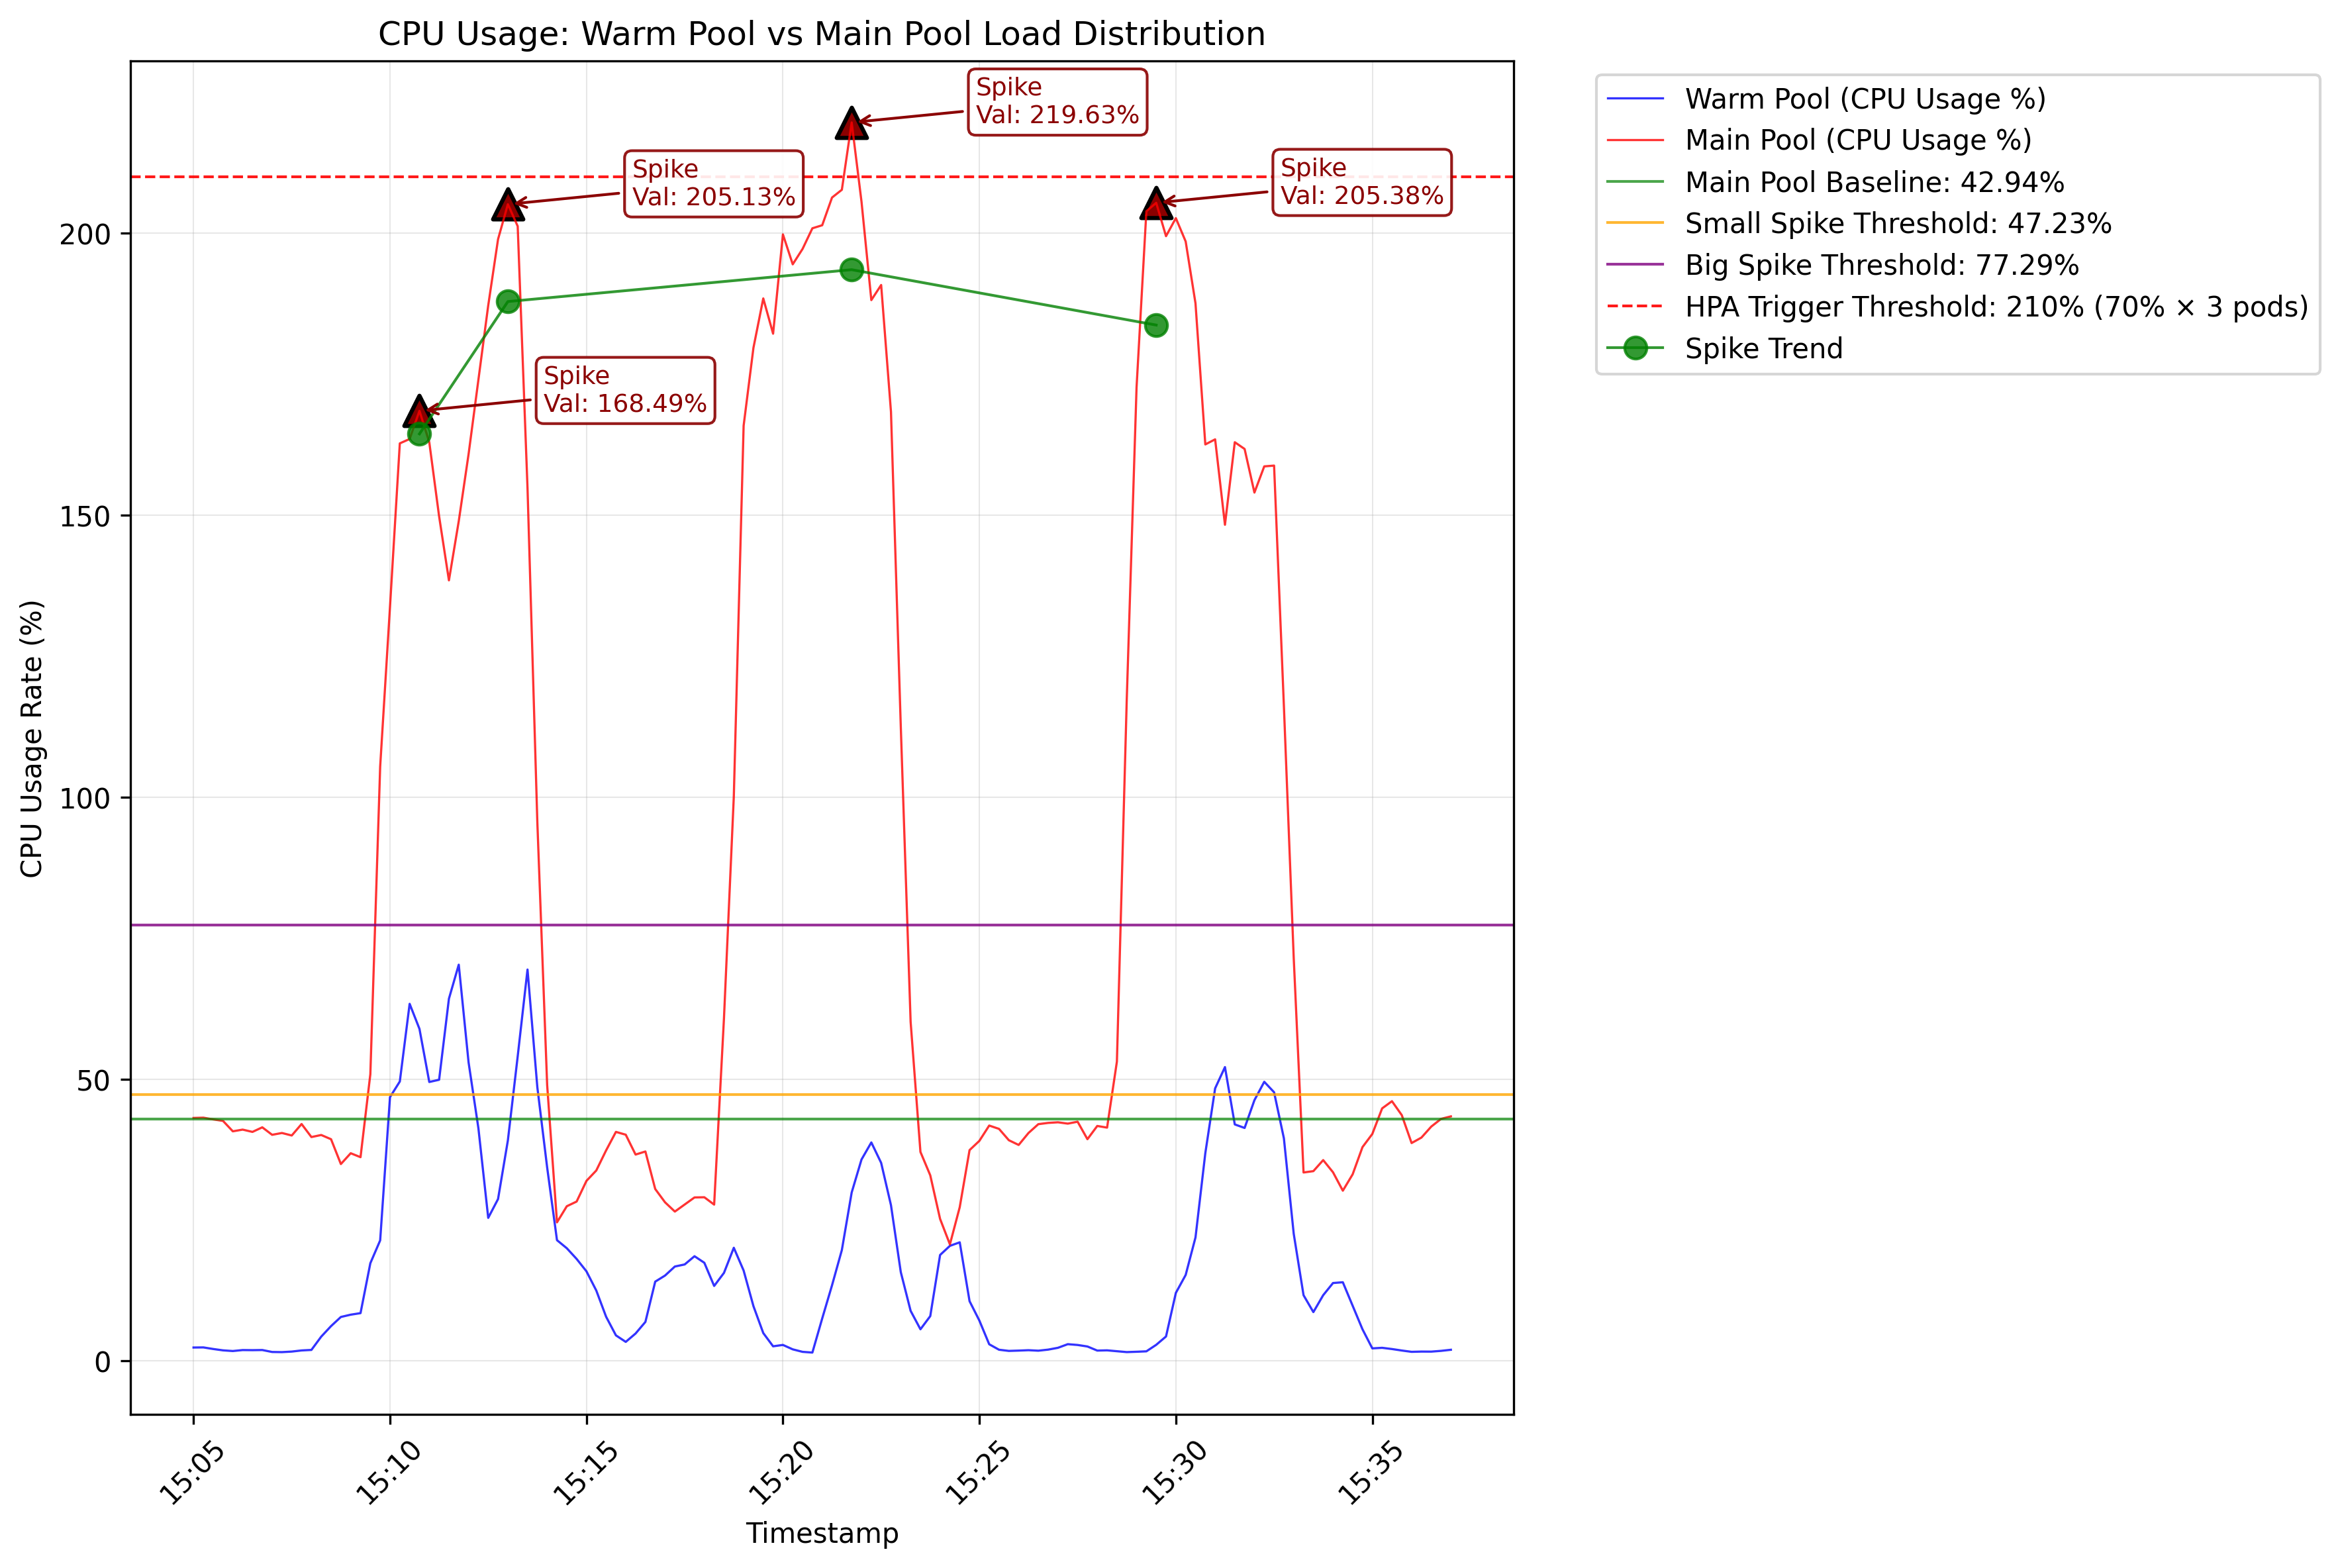 CPU Usage: Warm Pool vs Main Pool Load Distribution
Spike
Val: 219.63%
Spike
Val: 205.13%
Spike
Val: 205.38%
Spike
Val: 168.49%
Warm Pool (CPU Usage %)
Main Pool (CPU Usage %)
Main Pool Baseline: 42.94%
Small Spike Threshold: 47.23%
Big Spike Threshold: 77.29%
HPA Trigger Threshold: 210% (70% × 3 pods)
Spike Trend
CPU Usage Rate (%)
200
150
100
50
0
15:05
15:10
15:15
15:20
15:25
15:30
15:35
Timestamp